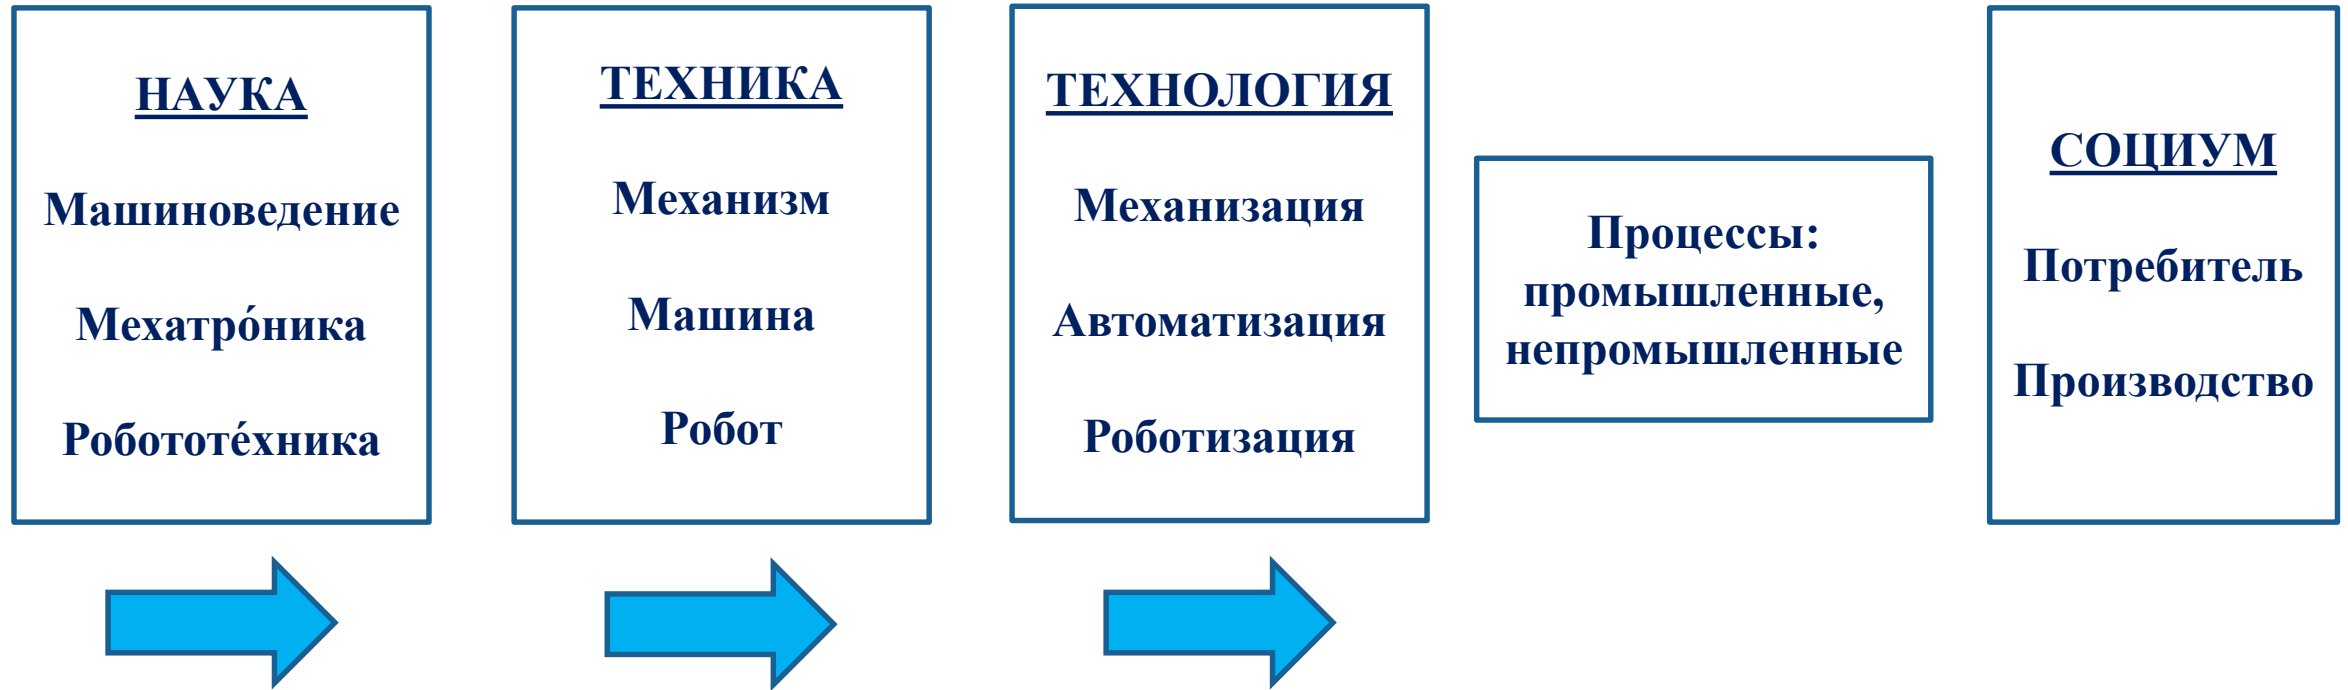 НАУКА
Машиноведение
Мехатро́ника
Робототе́хника
ТЕХНИКА
Механизм
Машина
Робот
ТЕХНОЛОГИЯ
Механизация
Автоматизация
Роботизация
Процессы:
промышленные,
непромышленные
СОЦИУМ
Потребитель
Производство